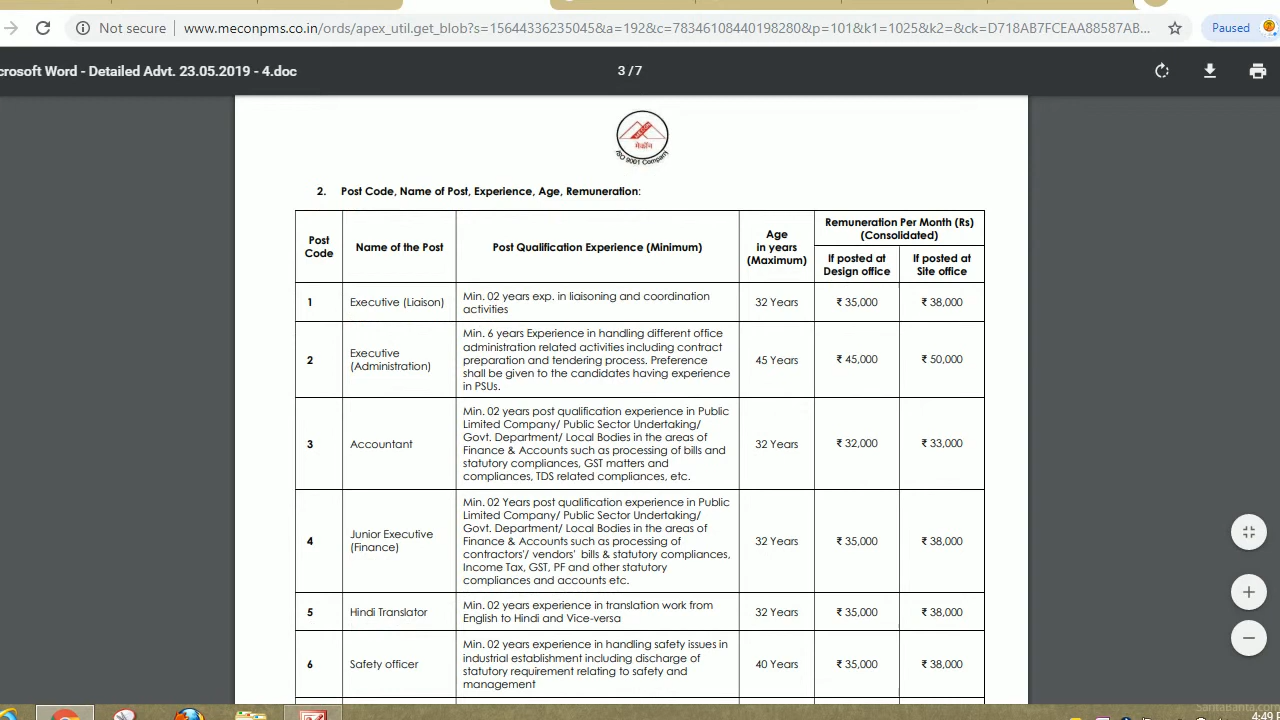 Not secure
www.meconpms.co.in/ords/apex_util.get_blob?s=15644336235045&a=192&c=78346108440198280&p=101&k1=1025&k2=&ck=D718AB7FCEAA88587AB...
Paused
crosoft Word - Detailed Advt. 23.05.2019 - 4.doc
3 / 7
MECON
मेकॉन
ISO 9001 Company
2. Post Code, Name of Post, Experience, Age, Remuneration:
Post Code
Name of the Post
Post Qualification Experience (Minimum)
Age in years (Maximum)
Remuneration Per Month (Rs) (Consolidated)
If posted at Design office
If posted at Site office
1
Executive (Liaison)
Min. 02 years exp. in liaisoning and coordination
activities
32 Years
₹ 35,000
₹ 38,000
2
Executive
(Administration)
Min. 6 years Experience in handling different office
administration related activities including contract
preparation and tendering process. Preference
shall be given to the candidates having experience
in PSUs.
45 Years
₹ 45,000
₹ 50,000
3
Accountant
Min. 02 years post qualification experience in Public
Limited Company/ Public Sector Undertaking/
Govt. Department/ Local Bodies in the areas of
Finance & Accounts such as processing of bills and
statutory compliances, GST matters and
compliances, TDS related compliances, etc.
32 Years
₹ 32,000
₹ 33,000
4
Junior Executive
(Finance)
Min. 02 Years post qualification experience in Public
Limited Company/ Public Sector Undertaking/
Govt. Department/ Local Bodies in the areas of
Finance & Accounts such as processing of
contractors'/ vendors' bills & statutory compliances,
Income Tax, GST, PF and other statutory
compliances and accounts etc.
32 Years
₹ 35,000
₹ 38,000
5
Hindi Translator
Min. 02 years experience in translation work from
English to Hindi and Vice-versa
32 Years
₹ 35,000
₹ 38,000
6
Safety officer
Min. 02 years experience in handling safety issues in
industrial establishment including discharge of
statutory requirement relating to safety and
management
40 Years
₹ 35,000
₹ 38,000
SantaBanta.com
4:49